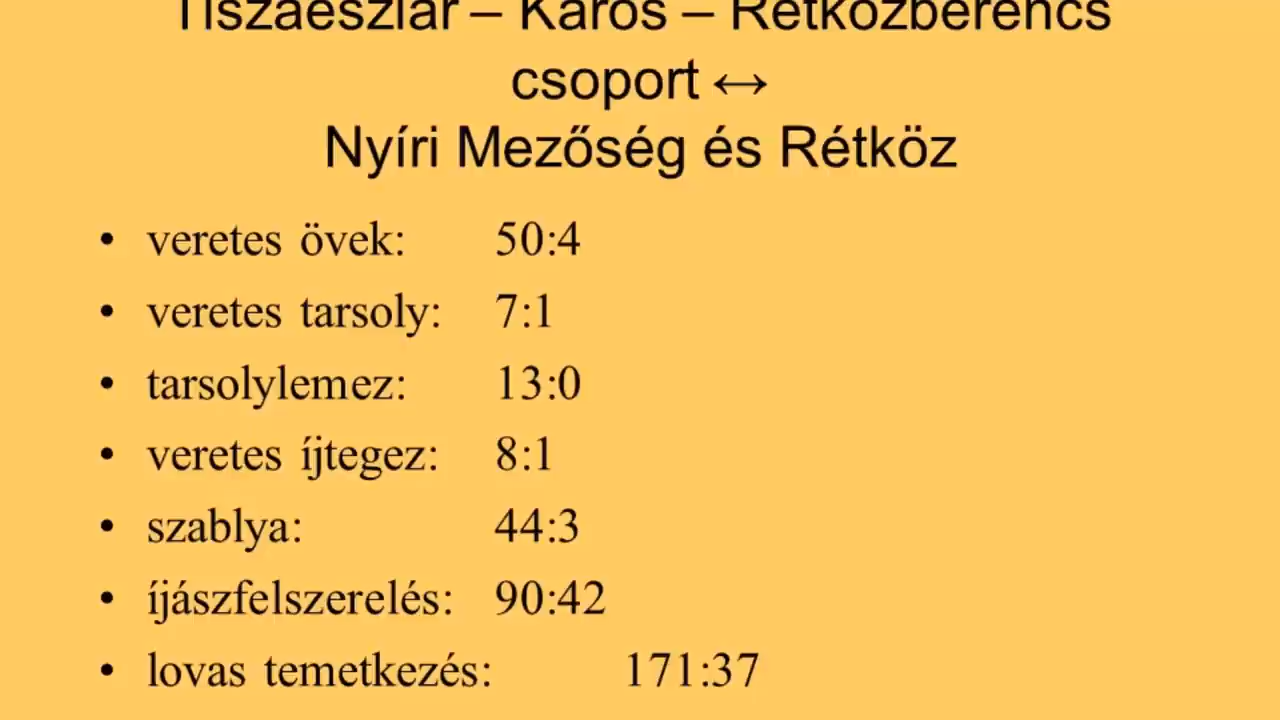 Tiszaeszlár – Karos – Rétközberencs
csoport ↔
Nyíri Mezőség és Rétköz
• veretes övek: 50:4
• veretes tarsoly: 7:1
• tarsolylemez: 13:0
• veretes íjtegez: 8:1
• szablya: 44:3
• íjászfelszerelés: 90:42
• lovas temetkezés: 171:37